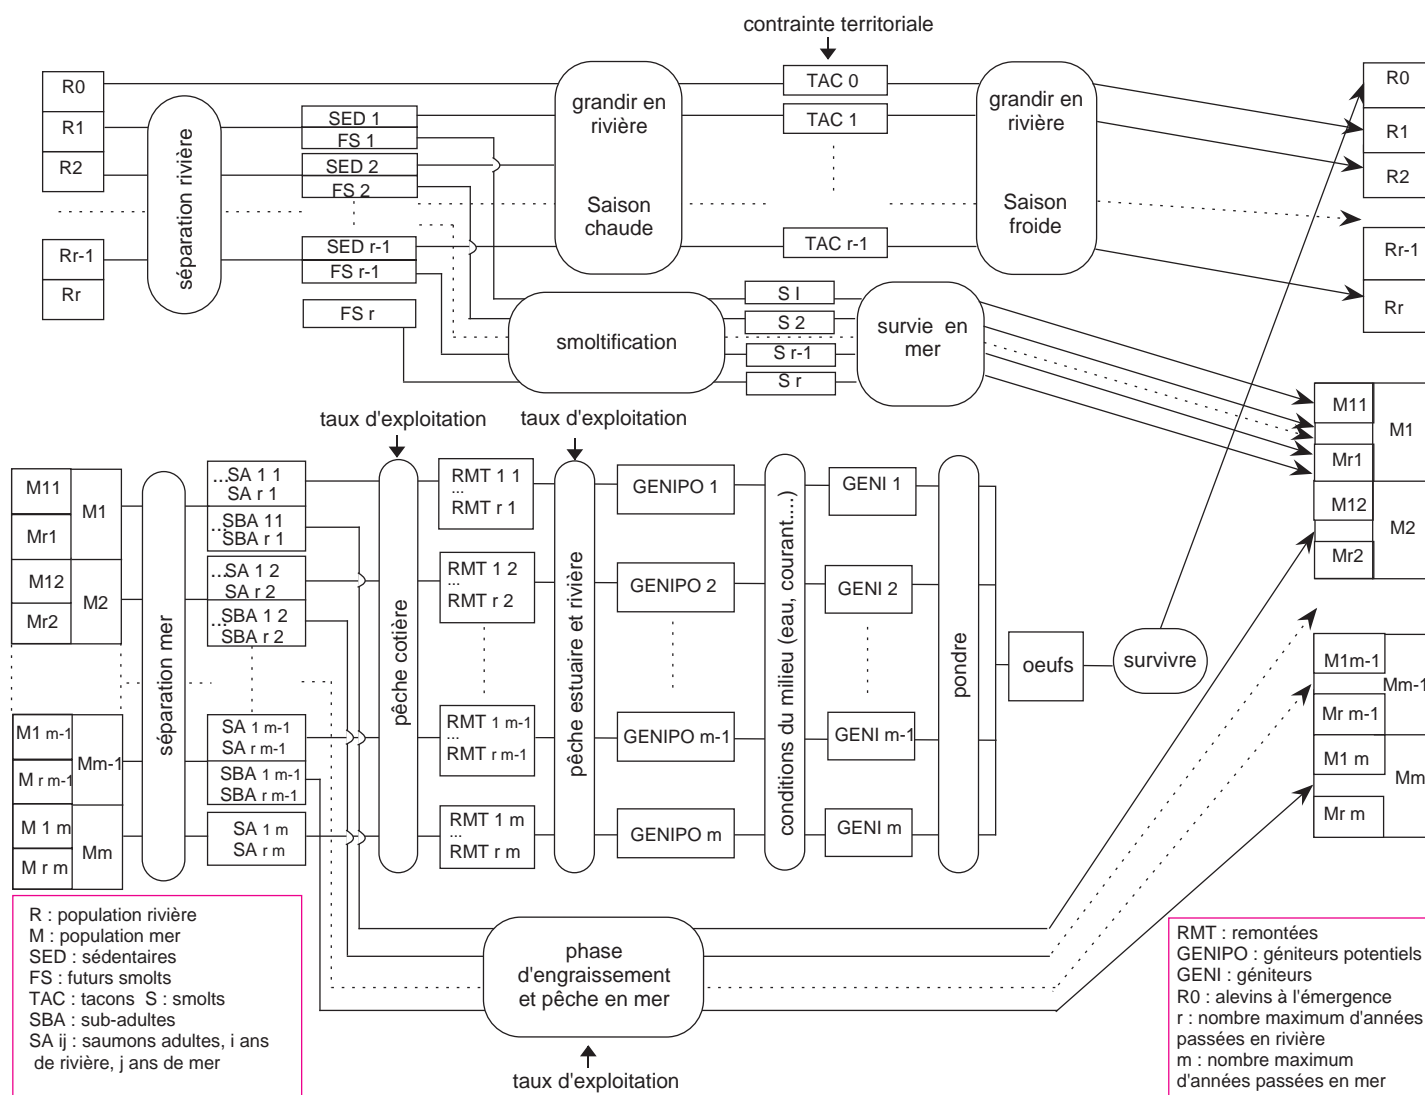 contrainte territoriale
R0
R1
R2
Rr-1
Rr
séparation rivière
SED 1
FS 1
SED 2
FS 2
SED r-1
FS r-1
FS r
grandir en
rivière
Saison
chaude
TAC 0
TAC 1
TAC r-1
grandir en
rivière
Saison
froide
R0
R1
R2
Rr-1
Rr
smoltification
S I
S 2
S r-1
S r
survie en
mer
M11
Mr1
M1
M12
Mr2
M2
M1m-1
Mr m-1
Mm-1
M1 m
Mr m
Mm
taux d'exploitation
taux d'exploitation
M11
Mr1
M1
M12
Mr2
M2
M1 m-1
M r m-1
Mm-1
M 1 m
M r m
Mm
séparation mer
...SA 1 1
SA r 1
...SBA 11
SBA r 1
...SA 1 2
SA r 2
...SBA 1 2
SBA r 2
SA 1 m-1
SA r m-1
SBA 1 m-1
SBA r m-1
SA 1 m
SA r m
pêche cotière
RMT 1 1
...
RMT r 1
RMT 1 2
...
RMT r 2
RMT 1 m-1
...
RMT r m-1
RMT 1 m
...
RMT r m
pêche estuaire et rivière
GENIPO 1
GENIPO 2
GENIPO m-1
GENIPO m
conditions du milieu (eau, courant....)
GENI 1
GENI 2
GENI m-1
GENI m
pondre
oeufs
survivre
phase
d'engraissement
et pêche en mer
taux d'exploitation
R : population rivière
M : population mer
SED : sédentaires
FS : futurs smolts
TAC : tacons S : smolts
SBA : sub-adultes
SA ij : saumons adultes, i ans
de rivière, j ans de mer
RMT : remontées
GENIPO : géniteurs potentiels
GENI : géniteurs
R0 : alevins à l'émergence
r : nombre maximum d'années
passées en rivière
m : nombre maximum
d'années passées en mer